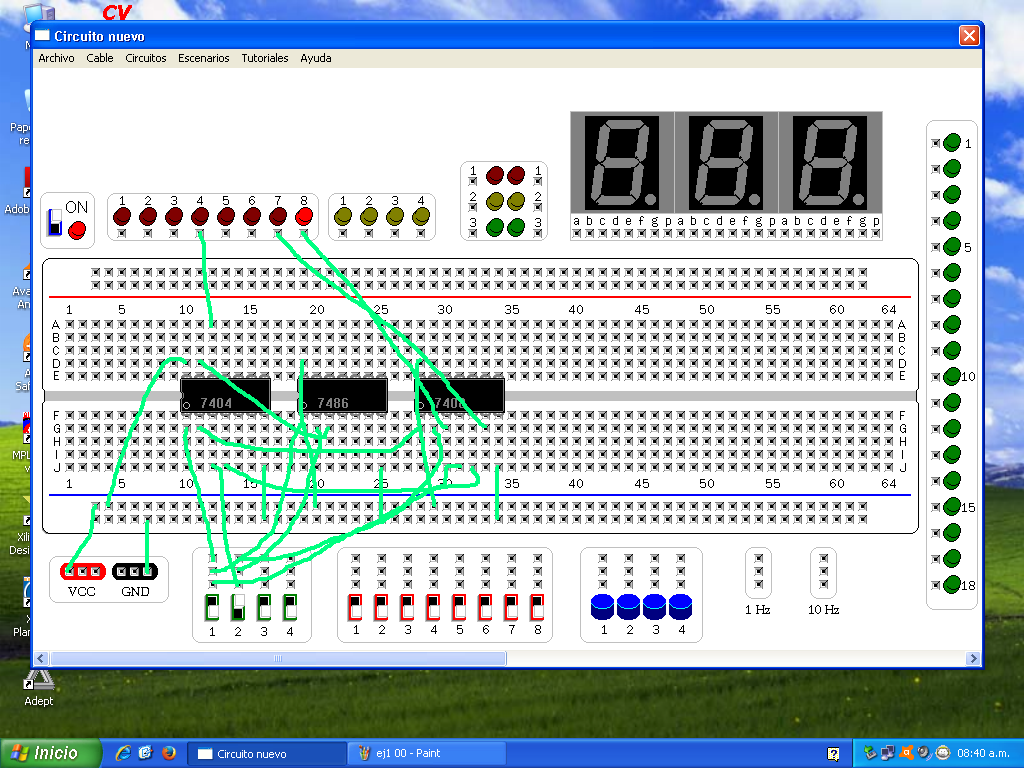 CV
Circuito nuevo
Archivo Cable Circuitos Escenarios Tutoriales Ayuda
ON
1 2 3 4 5 6 7 8
1 2 3 4
1 1
2 2
3 3
a b c d e f g p a b c d e f g p a b c d e f g p
1
5
10
15
18
1 5 10 15 20 25 30 35 40 45 50 55 60 64
A A
B B
C C
D D
E E
7404 7486
F F
G G
H H
I I
J J
1 5 10 15 20 25 30 35 40 45 50 55 60 64
VCC GND
1 2 3 4
1 2 3 4 5 6 7 8
1 2 3 4
1 Hz
10 Hz
Adept
Inicio
Circuito nuevo
ej1 00 - Paint
?
08:40 a.m.